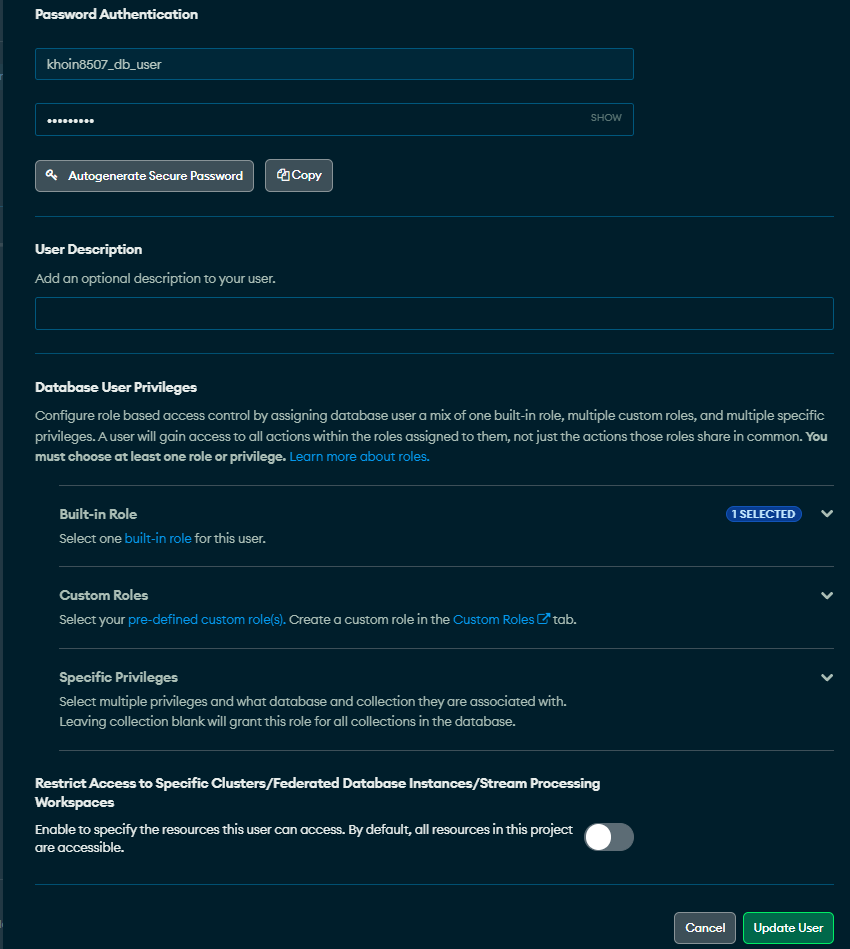 Password Authentication
khoin8507_db_user
•••••••••
SHOW
Autogenerate Secure Password
Copy
User Description
Add an optional description to your user.
Database User Privileges
Configure role based access control by assigning database user a mix of one built-in role, multiple custom roles, and multiple specific
privileges. A user will gain access to all actions within the roles assigned to them, not just the actions those roles share in common. You
must choose at least one role or privilege. Learn more about roles.
Built-in Role
1 SELECTED
Select one built-in role for this user.
Custom Roles
Select your pre-defined custom role(s). Create a custom role in the Custom Roles tab.
Specific Privileges
Select multiple privileges and what database and collection they are associated with.
Leaving collection blank will grant this role for all collections in the database.
Restrict Access to Specific Clusters/Federated Database Instances/Stream Processing
Workspaces
Enable to specify the resources this user can access. By default, all resources in this project
are accessible.
Cancel
Update User